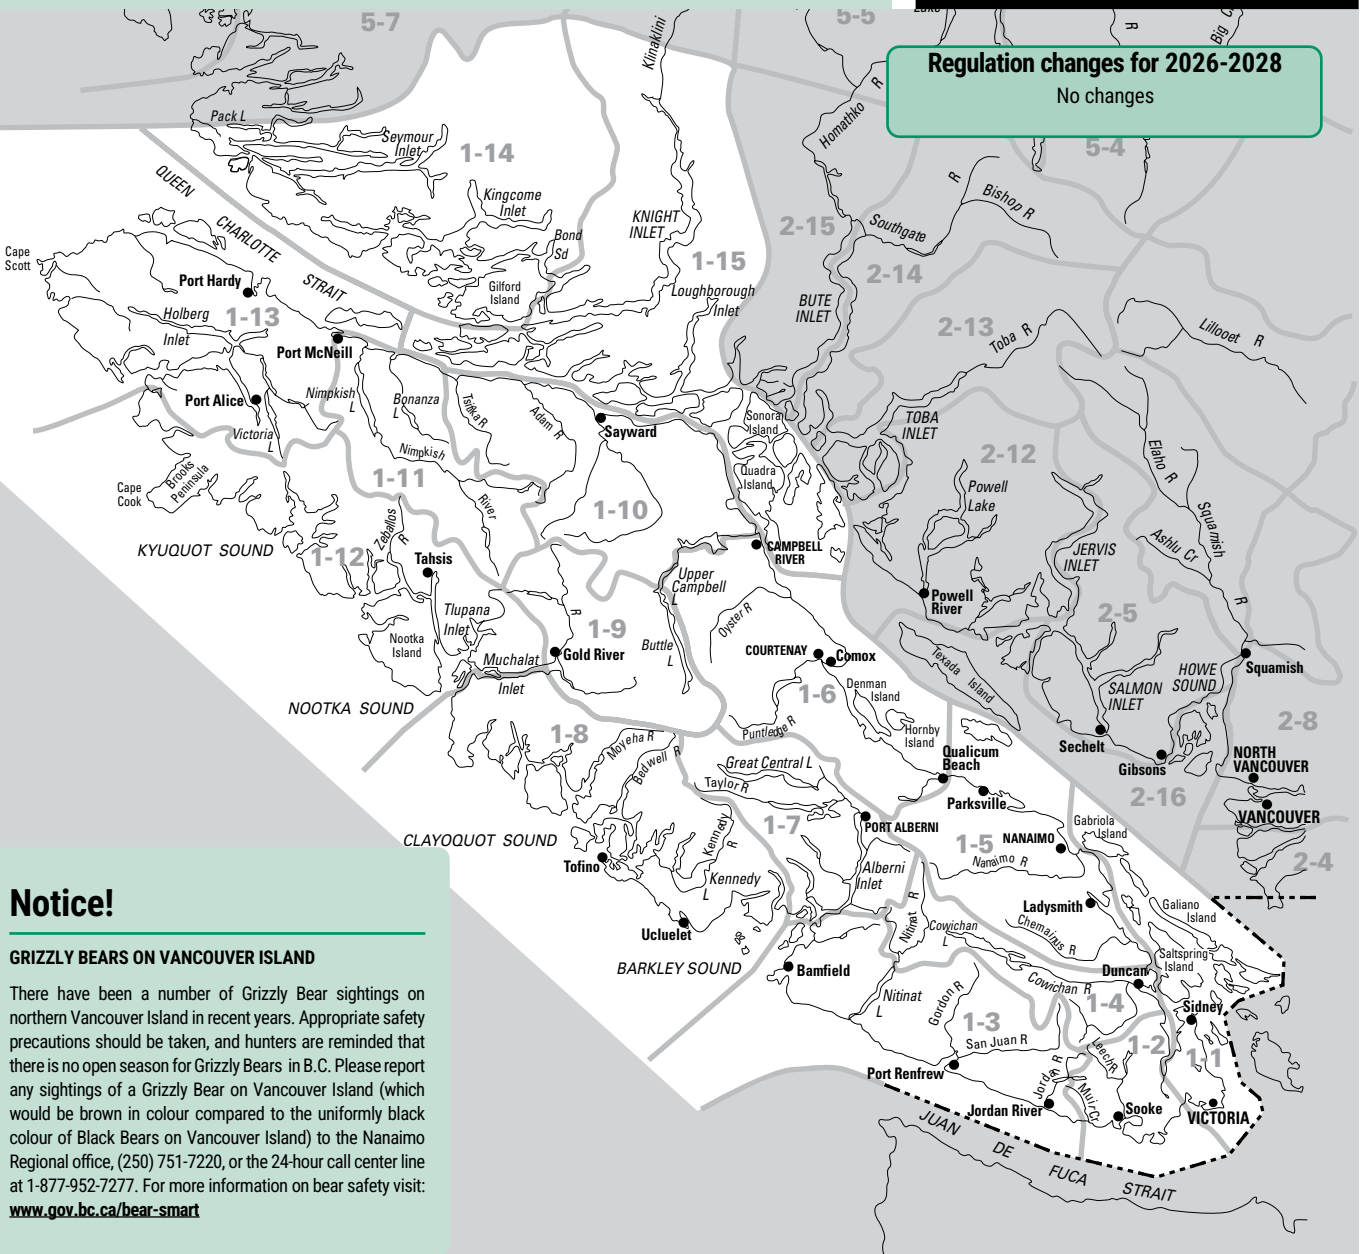 5-7
5-5
Lake
R
Big C
Klinaklini
Regulation changes for 2026-2028
No changes
R
Homathko
Pack L
Seymour
Inlet
1-14
5-4
QUEEN
CHARLOTTE
STRAIT
Kingcome
Inlet
R
Bishop R
KNIGHT
INLET
2-15
Southgate
Bond
Sd
Cape
Scott
1-15
2-14
Port Hardy
Gilford
Island
Loughborough
Inlet
BUTE
INLET
Holberg
Inlet
1-13
2-13
Toba R
Lillooet R
Port McNeill
Port Alice
Nimpkish
L
Bonanza
L
Tsitika R
Adam R
Sonora
Island
TOBA
INLET
Victoria
L
Sayward
Nimpkish
River
2-12
Elaho R
Brooks
Peninsula
Cape
Cook
1-11
Quadra
Island
Powell
Lake
1-10
Squamish
R
KYUQUOT SOUND
1-12
Zeballos
R
Tahsis
CAMPBELL
RIVER
JERVIS
INLET
Ashlu Cr
Upper
Campbell
L
Powell
River
Tlupana
Inlet
R
1-9
Oyster R
2-5
Nootka
Island
Gold River
Buttle
L
COURTENAY
Comox
Texada Island
Squamish
Muchalat
Inlet
HOWE
SOUND
1-6
Denman
Island
SALMON
INLET
NOOTKA SOUND
1-8
Moyeha R
Puntledge R
Hornby
Island
2-8
Bedwell R
Great Central L
Qualicum
Beach
Sechelt
Gibsons
NORTH
VANCOUVER
Taylor R
Parksville
2-16
VANCOUVER
CLAYOQUOT SOUND
1-7
PORT ALBERNI
Gabriola
Island
Kennedy
R
1-5
NANAIMO
Nanaimo R
2-4
Tofino
Alberni
Inlet
Kennedy
L
Ladysmith
Galiano
Island
Ucluelet
Nitinat
R
Cowichan
L
Chemainus R
BARKLEY SOUND
Bamfield
Saltspring
Island
Duncan
Cowichan R
Nitinat
L
Gordon R
1-4
Sidney
1-3
San Juan R
Leech R
1-2
1-1
Port Renfrew
Jordan R
Muir Cr
Jordan River
Sooke
VICTORIA
JUAN DE FUCA STRAIT
Notice!
GRIZZLY BEARS ON VANCOUVER ISLAND
There have been a number of Grizzly Bear sightings on
northern Vancouver Island in recent years. Appropriate safety
precautions should be taken, and hunters are reminded that
there is no open season for Grizzly Bears in B.C. Please report
any sightings of a Grizzly Bear on Vancouver Island (which
would be brown in colour compared to the uniformly black
colour of Black Bears on Vancouver Island) to the Nanaimo
Regional office, (250) 751-7220, or the 24-hour call center line
at 1-877-952-7277. For more information on bear safety visit:
www.gov.bc.ca/bear-smart